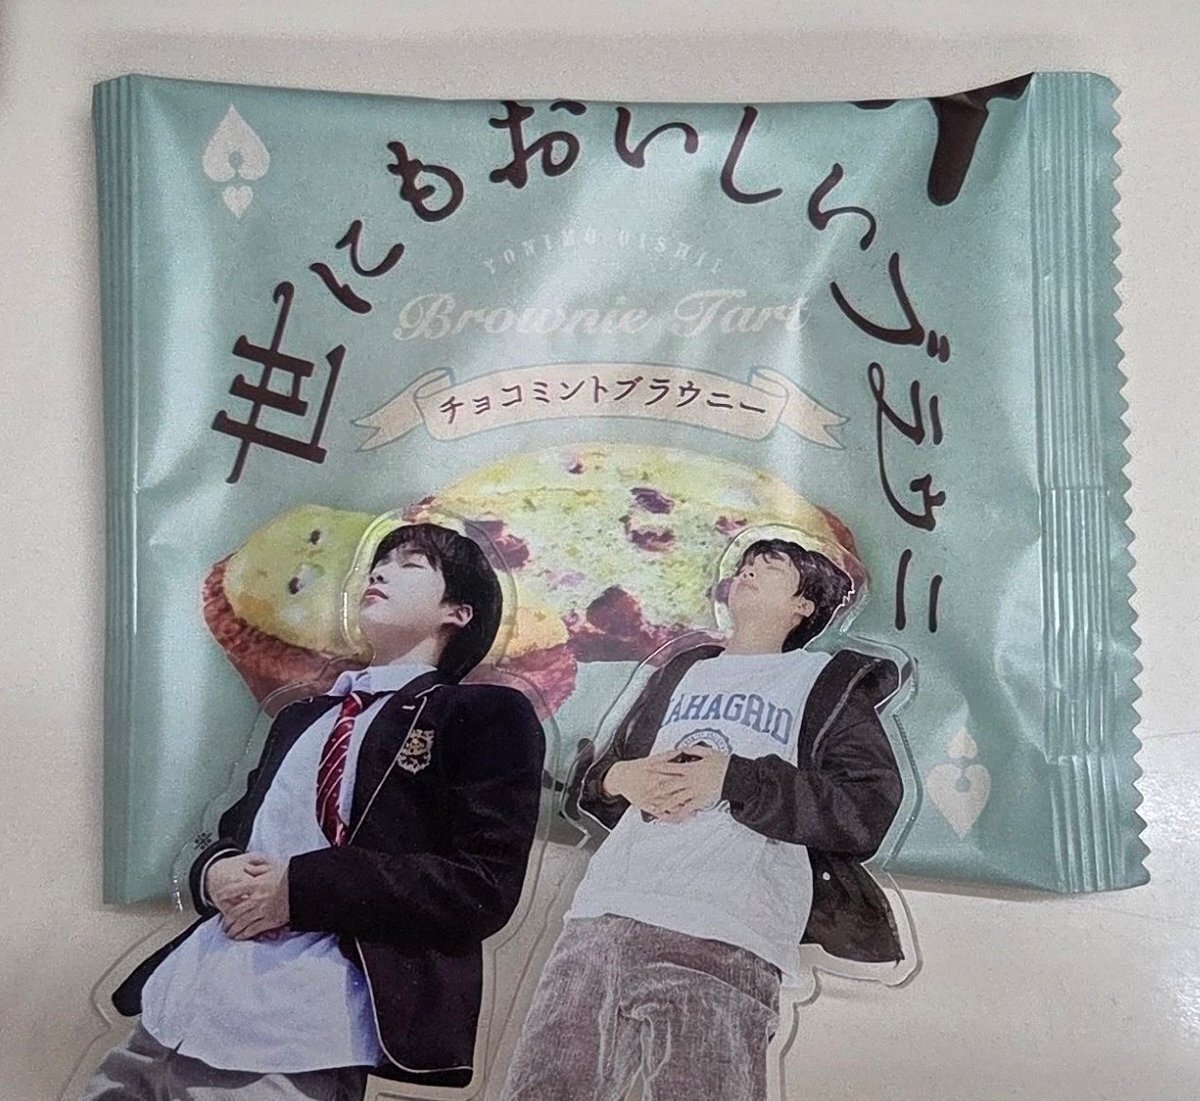 世にもおいしいブラウニー
YONIMO OISHII
Brownie Tart
チョコミントブラウニー